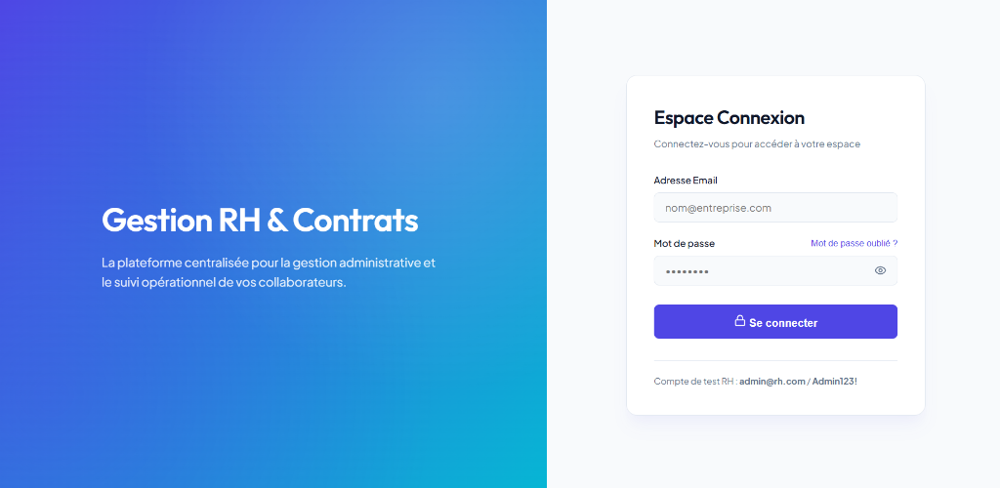 Gestion RH & Contrats
La plateforme centralisée pour la gestion administrative et
le suivi opérationnel de vos collaborateurs.
Espace Connexion
Connectez-vous pour accéder à votre espace
Adresse Email
nom@entreprise.com
Mot de passe
Mot de passe oublié ?
••••••••
Se connecter
Compte de test RH : admin@rh.com / Admin123!